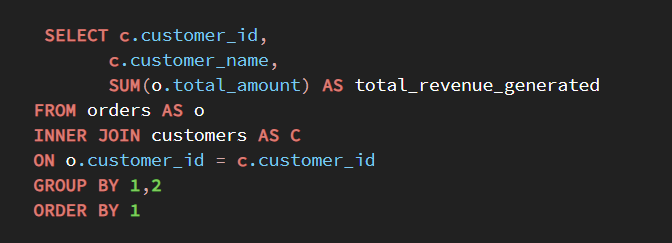 SELECT c.customer_id,
c.customer_name,
SUM(o.total_amount) AS total_revenue_generated
FROM orders AS o
INNER JOIN customers AS C
ON o.customer_id = c.customer_id
GROUP BY 1,2
ORDER BY 1